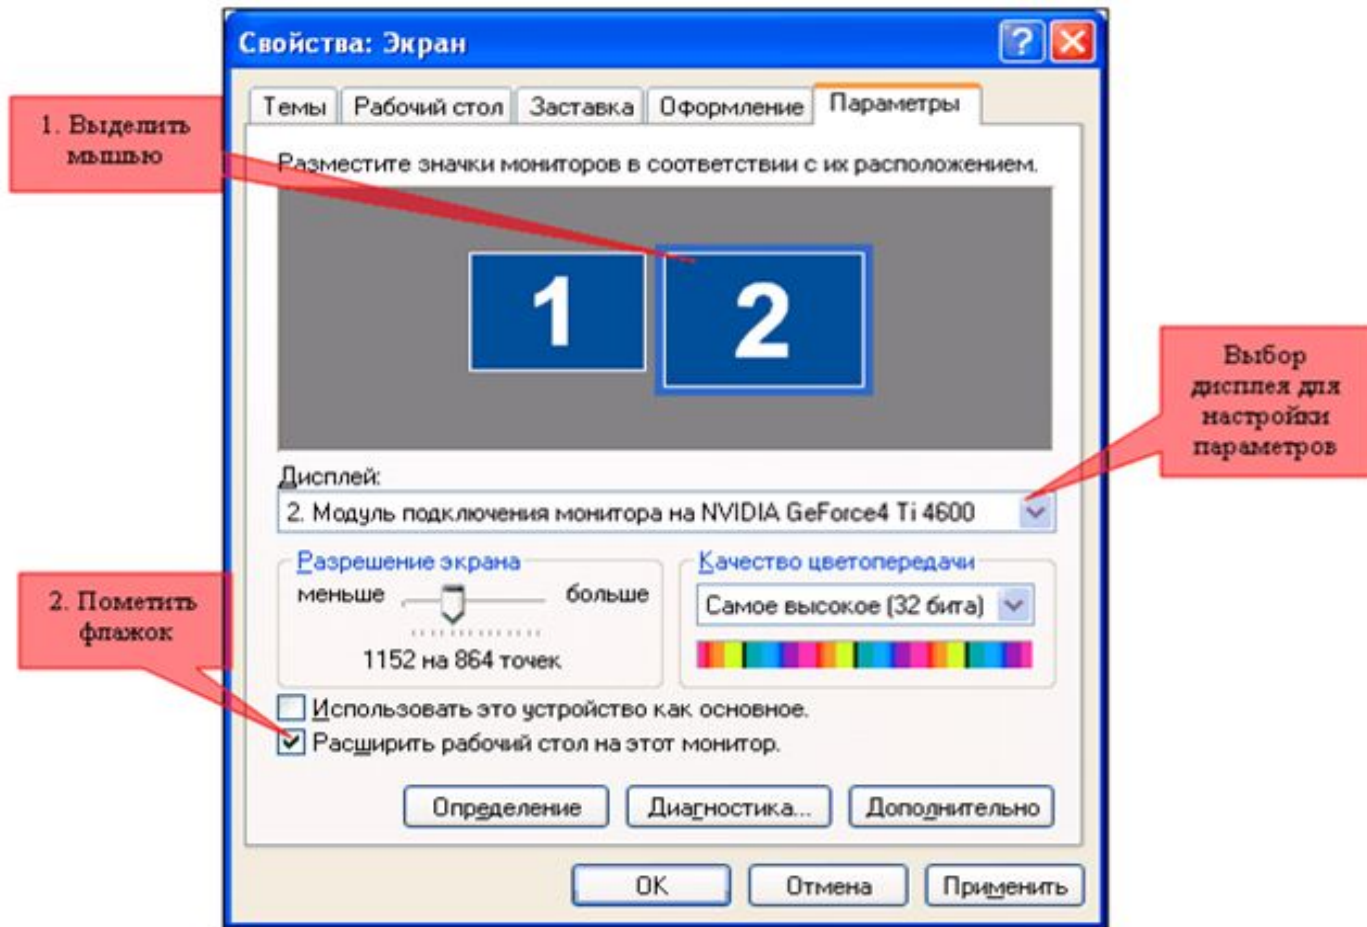 Свойства: Экран
Темы Рабочий стол Заставка Оформление Параметры
1. Выделить
мышью
Разместите значки мониторов в соответствии с их расположением.
1 2
Выбор
дисплея для
настройки
параметров
Дисплей:
2. Модуль подключения монитора на NVIDIA GeForce4 Ti 4600
Разрешение экрана
меньше больше
1152 на 864 точек
Качество цветопередачи
Самое высокое (32 бита)
2. Пометить
флажок
Использовать это устройство как основное.
Расширить рабочий стол на этот монитор.
Определение Диагностика... Дополнительно
OK Отмена Применить